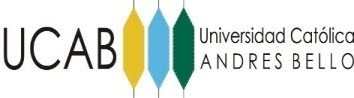 UCAB
Universidad Católica
ANDRES BELLO